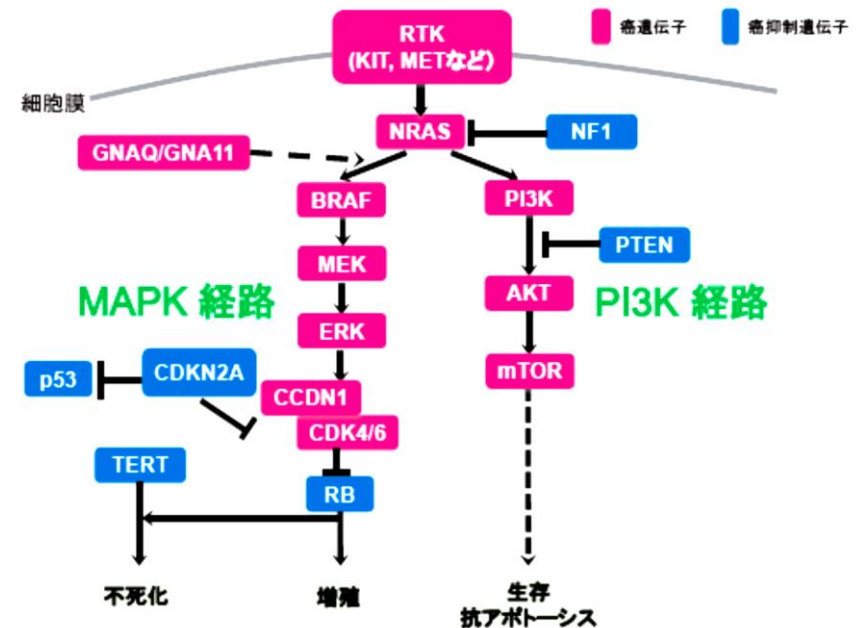 RTK
(KIT, METなど)
癌遺伝子
癌抑制遺伝子
細胞膜
NRAS
NF1
GNAQ/GNA11
BRAF
PI3K
PTEN
MEK
AKT
MAPK 経路
PI3K 経路
ERK
p53
CDKN2A
mTOR
CCDN1
CDK4/6
TERT
RB
不死化
増殖
生存
抗アポトーシス